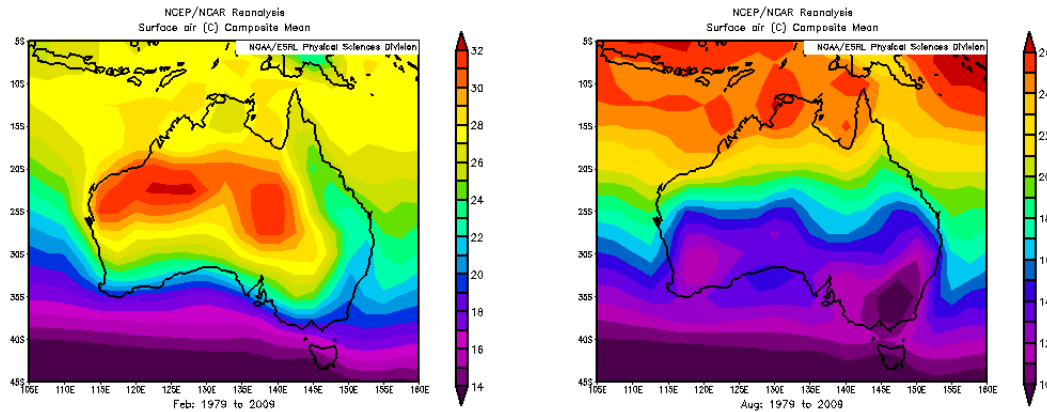 NCEP/NCAR Reanalysis
Surface air (C) Composite Mean
NOAA/ESRL Physical Sciences Division
5S
10S
15S
20S
25S
30S
35S
40S
45S
105E 110E 115E 120E 125E 130E 135E 140E 145E 150E 155E 160E
Feb: 1979 to 2009
32
30
28
26
24
22
20
18
16
14
NCEP/NCAR Reanalysis
Surface air (C) Composite Mean
NOAA/ESRL Physical Sciences Division
5S
10S
15S
20S
25S
30S
35S
40S
45S
105E 110E 115E 120E 125E 130E 135E 140E 145E 150E 155E 160E
Aug: 1979 to 2009